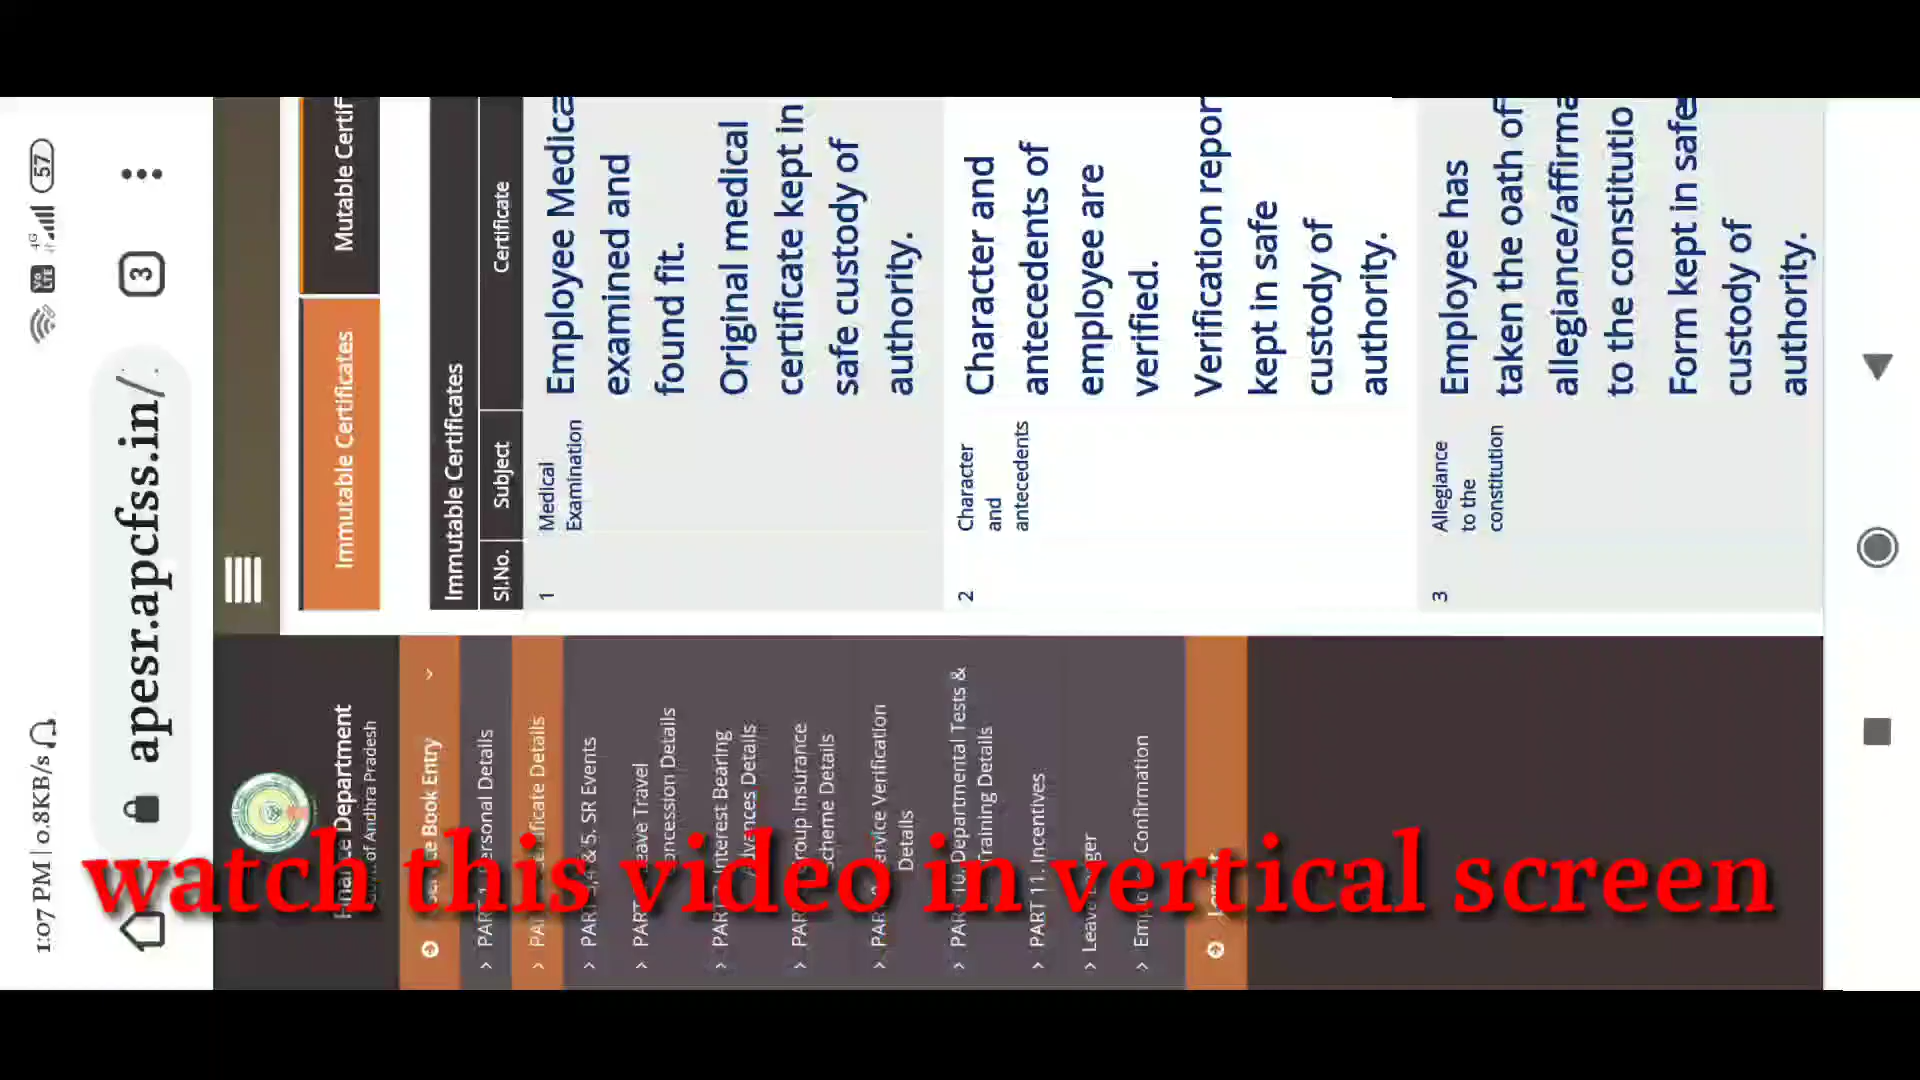 1:07 PM | 0.8KB/s
4G
Vo
LTE
57
apesr.apcfss.in/
3
Finance Department
Govt. of Andhra Pradesh
Book Entry
PART 1. Personal Details
Certificate Details
PART 3,4 & 5. SR Events
PART Leave Travel
Concession Details
PART Interest Bearing
Advances Details
PART Group Insurance
Scheme Details
PART Service Verification
Details
PART 10. Departmental Tests &
Training Details
PART 11. Incentives
Leave
Confirmation
Immutable Certificates
Mutable Certif
Immutable Certificates
Sl.No.
Subject
Certificate
1
Medical
Examination
Employee Medica
examined and
found fit.
Original medical
certificate kept in
safe custody of
authority.
2
Character
and
antecedents
Character and
antecedents of
employee are
verified.
Verification repor
kept in safe
custody of
authority.
3
Allegiance
to the
constitution
Employee has
taken the oath of
allegiance/affirma
to the constitutio
Form kept in safe
custody of
authority.
watch this video in vertical screen